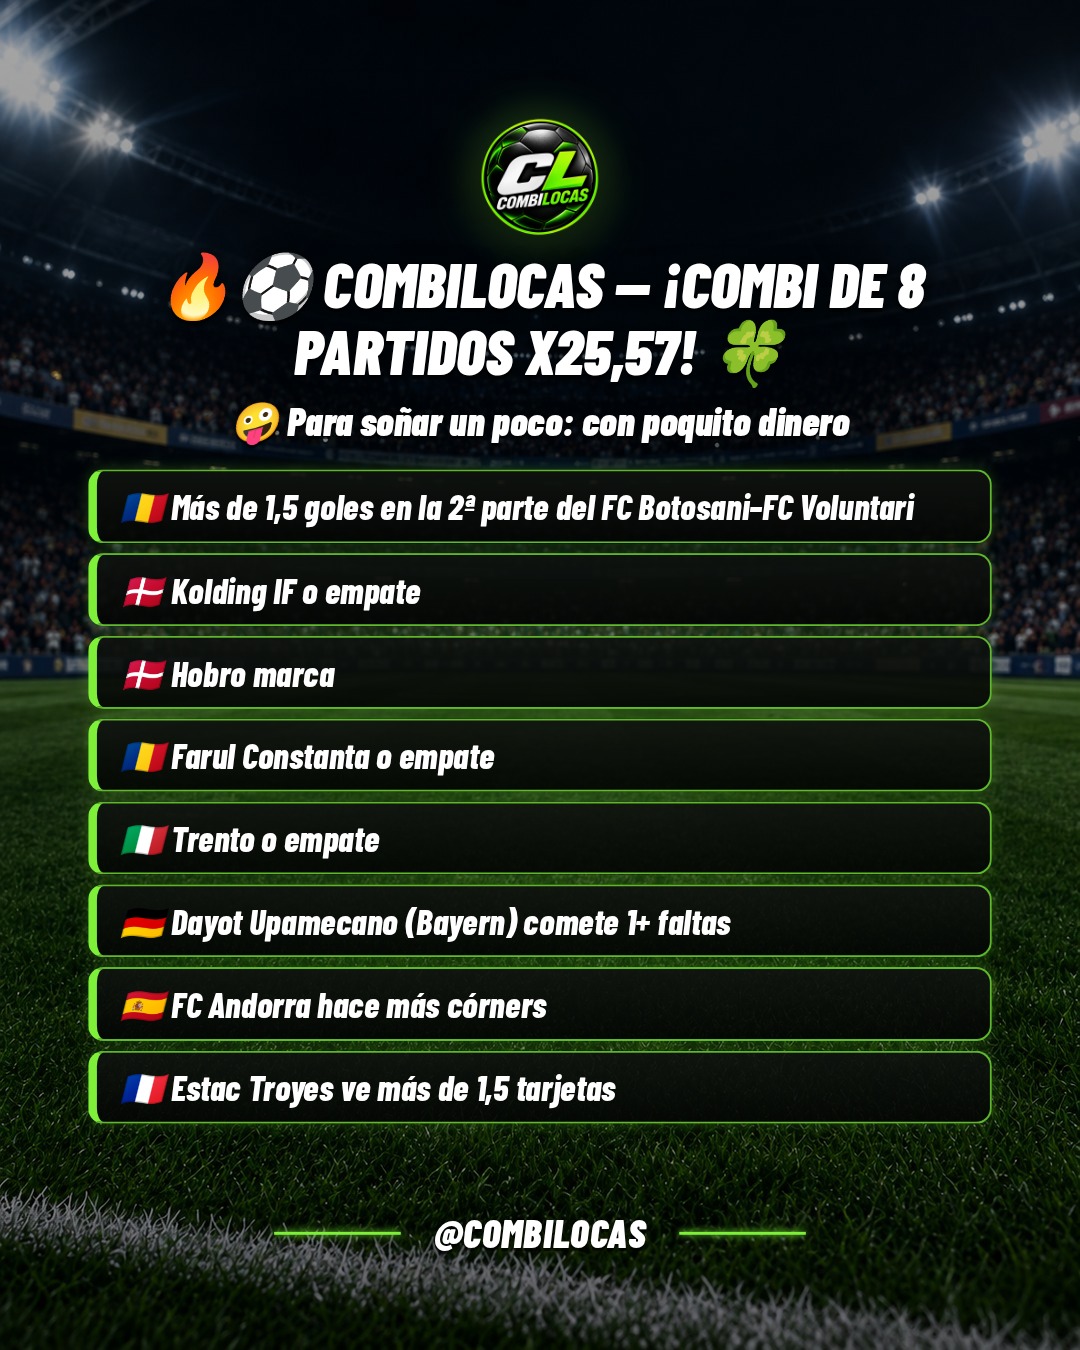 CL
COMBILOCAS
🔥⚽ COMBILOCAS – ¡COMBI DE 8
PARTIDOS X25,57! 🍀
🤪 Para soñar un poco: con poquito dinero
🇷🇴 Más de 1,5 goles en la 2ª parte del FC Botosani-FC Voluntari
🇩🇰 Kolding IF o empate
🇩🇰 Hobro marca
🇷🇴 Farul Constanta o empate
🇮🇹 Trento o empate
🇩🇪 Dayot Upamecano (Bayern) comete 1+ faltas
🇪🇸 FC Andorra hace más córners
🇫🇷 Estac Troyes ve más de 1,5 tarjetas
@COMBILOCAS